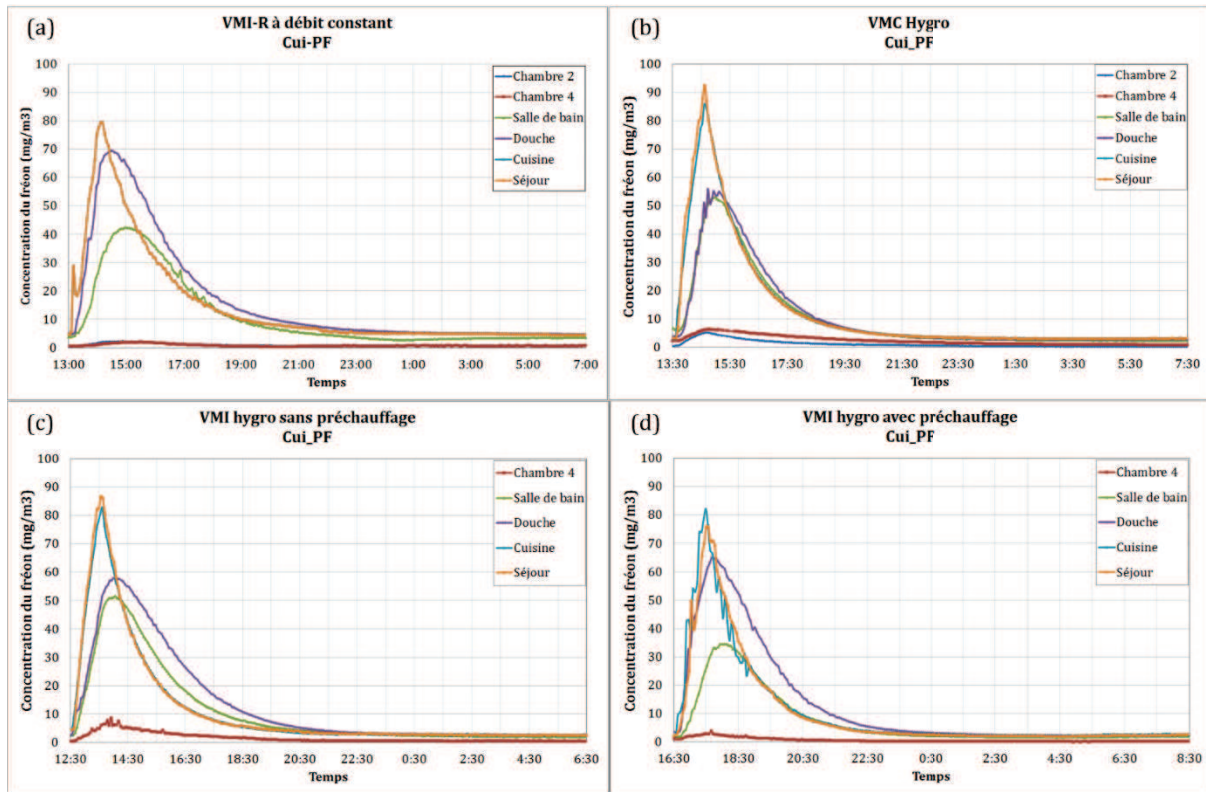 (a)
VMI-R à débit constant
Cui-PF
Concentration du fréon (mg/m3)
100
90
80
70
60
50
40
30
20
10
0
Chambre 2
Chambre 4
Salle de bain
Douche
Cuisine
Séjour
13:00 15:00 17:00 19:00 21:00 23:00 1:00 3:00 5:00 7:00
Temps
(b)
VMC Hygro
Cui_PF
Concentration du fréon (mg/m3)
100
90
80
70
60
50
40
30
20
10
0
Chambre 2
Chambre 4
Salle de bain
Douche
Cuisine
Séjour
13:30 15:30 17:30 19:30 21:30 23:30 1:30 3:30 5:30 7:30
Temps
(c)
VMI hygro sans préchauffage
Cui_PF
Concentration du fréon (mg/m3)
100
90
80
70
60
50
40
30
20
10
0
Chambre 4
Salle de bain
Douche
Cuisine
Séjour
12:30 14:30 16:30 18:30 20:30 22:30 0:30 2:30 4:30 6:30
Temps
(d)
VMI hygro avec préchauffage
Cui_PF
Concentration du fréon (mg/m3)
100
90
80
70
60
50
40
30
20
10
0
Chambre 4
Salle de bain
Douche
Cuisine
Séjour
16:30 18:30 20:30 22:30 0:30 2:30 4:30 6:30 8:30
Temps